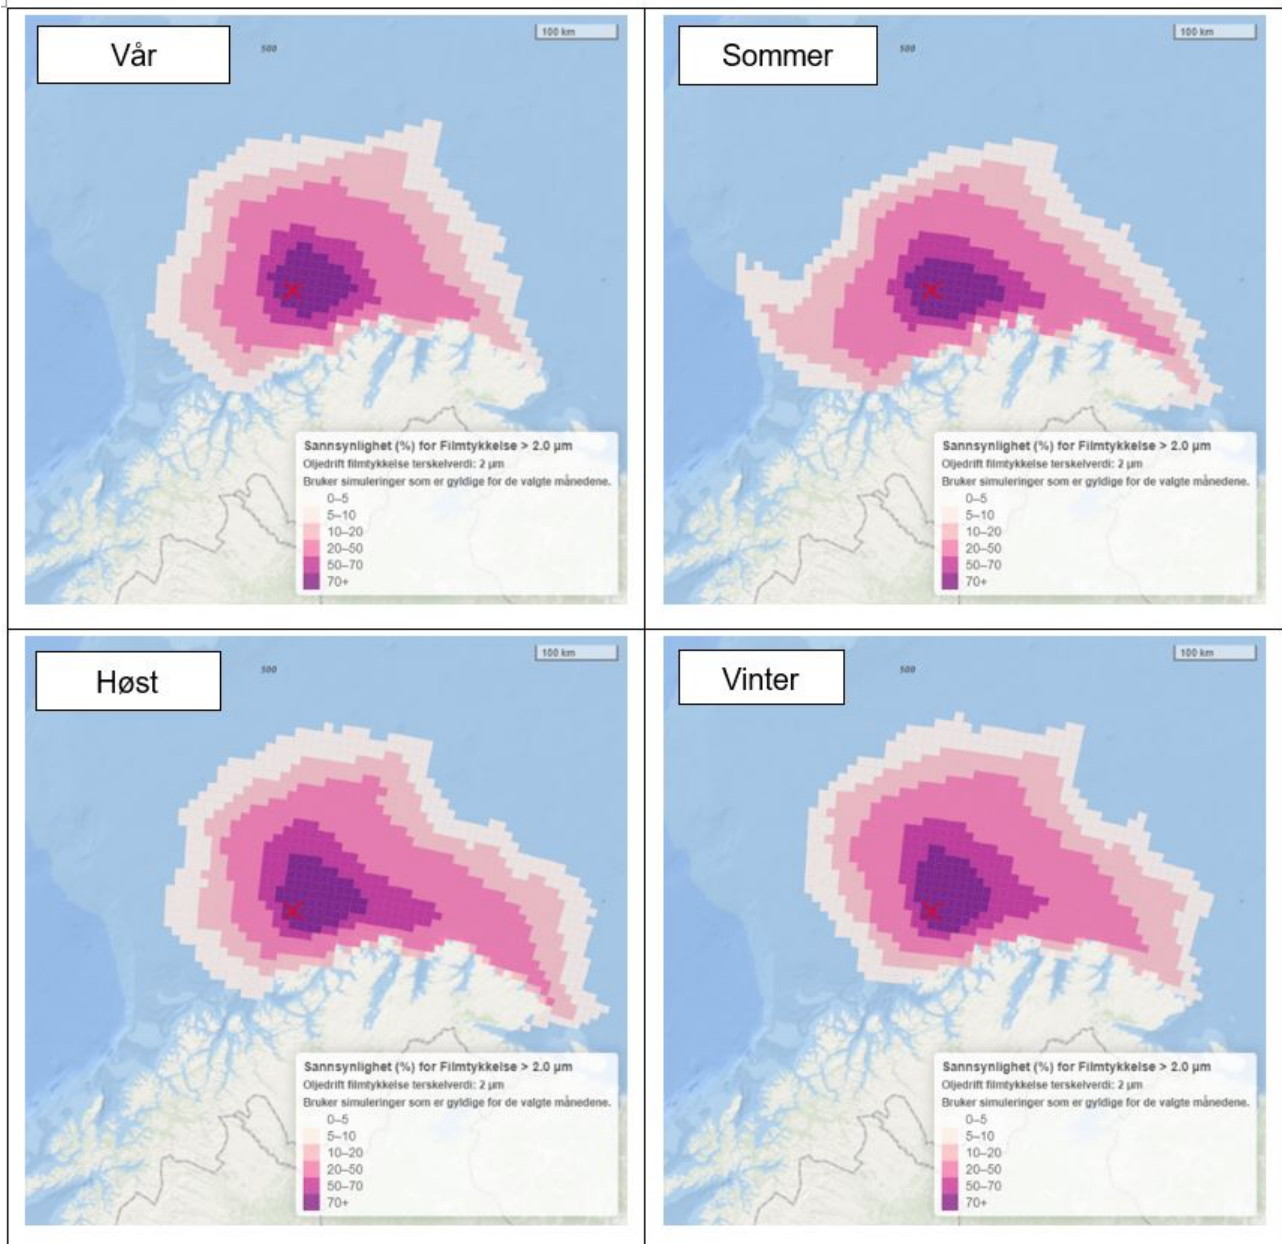 Vår
500
100 km
Sannsynlighet (%) for Filmtykkelse > 2.0 µm
Oljedrift filmtykkelse terskelverdi: 2 µm
Bruker simuleringer som er gyldige for de valgte månedene.
0–5
5–10
10–20
20–50
50–70
70+
Sommer
500
100 km
Sannsynlighet (%) for Filmtykkelse > 2.0 µm
Oljedrift filmtykkelse terskelverdi: 2 µm
Bruker simuleringer som er gyldige for de valgte månedene.
0–5
5–10
10–20
20–50
50–70
70+
Høst
500
100 km
Sannsynlighet (%) for Filmtykkelse > 2.0 µm
Oljedrift filmtykkelse terskelverdi: 2 µm
Bruker simuleringer som er gyldige for de valgte månedene.
0–5
5–10
10–20
20–50
50–70
70+
Vinter
500
100 km
Sannsynlighet (%) for Filmtykkelse > 2.0 µm
Oljedrift filmtykkelse terskelverdi: 2 µm
Bruker simuleringer som er gyldige for de valgte månedene.
0–5
5–10
10–20
20–50
50–70
70+